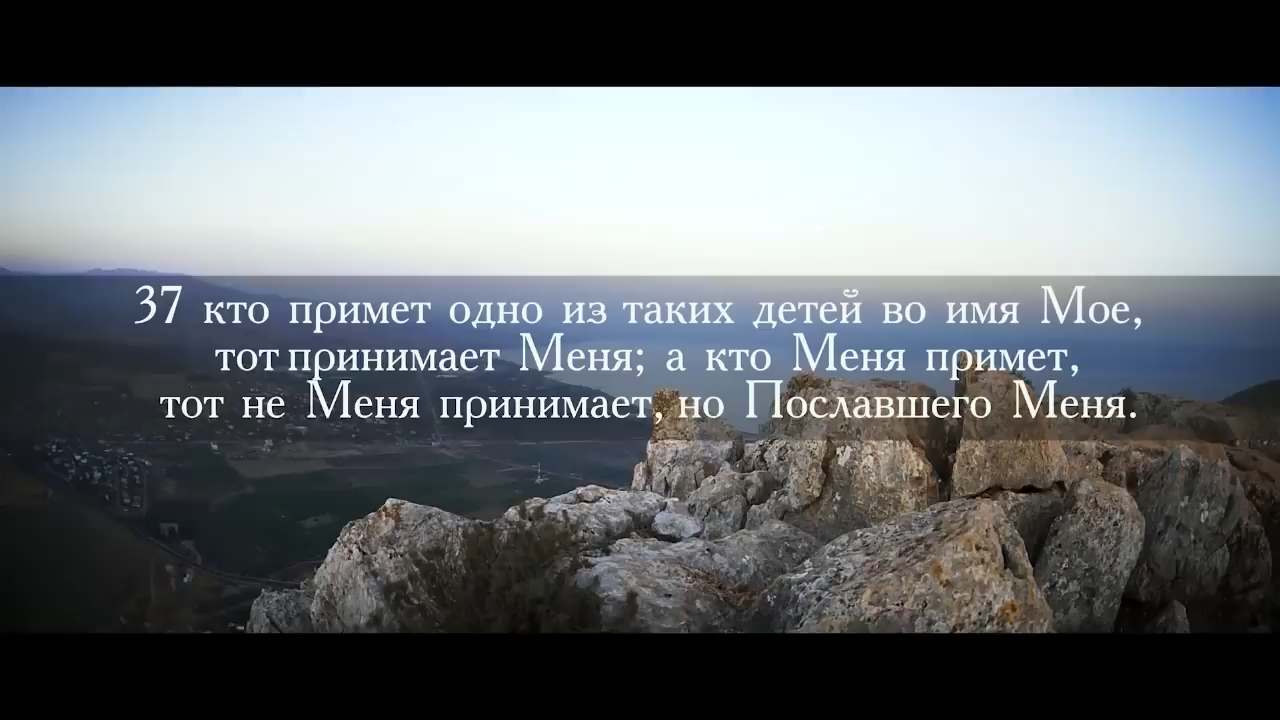 37 кто примет одно из таких детей во имя Мое,
тот принимает Меня; а кто Меня примет,
тот не Меня принимает, но Пославшего Меня.